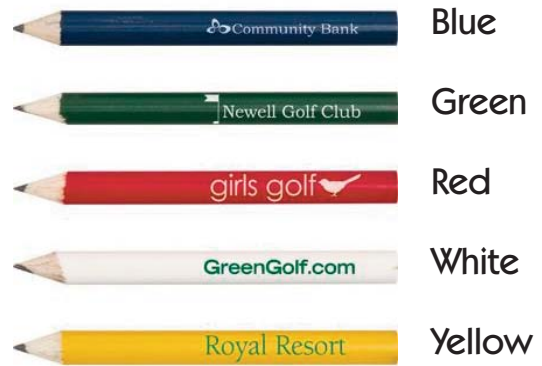 Community Bank Blue
Newell Golf Club Green
girls golf Red
GreenGolf.com White
Royal Resort Yellow